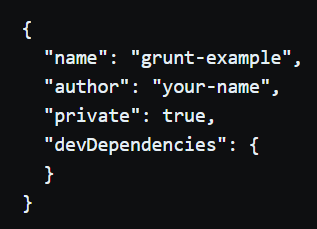 {
  "name": "grunt-example",
  "author": "your-name",
  "private": true,
  "devDependencies": {
  }
}